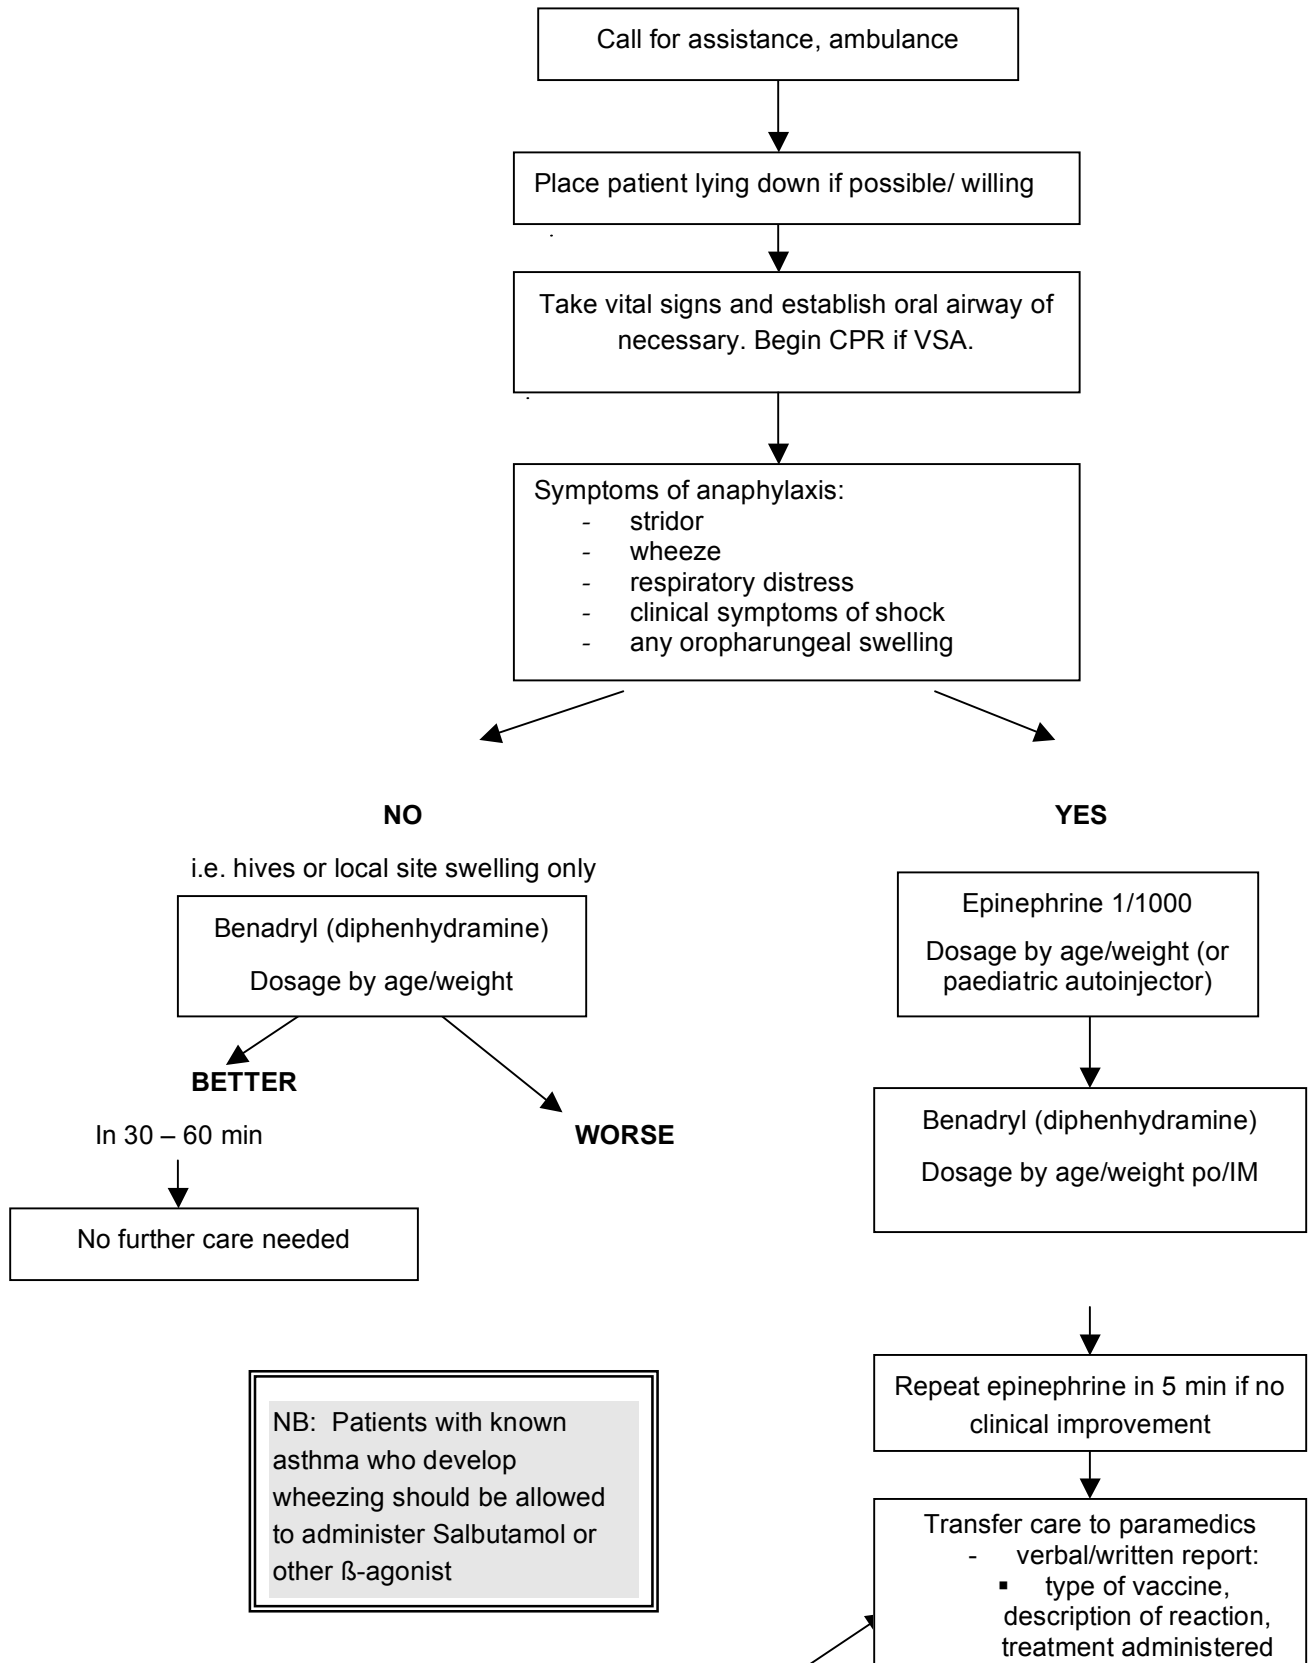 Call for assistance, ambulance
Place patient lying down if possible/ willing
Take vital signs and establish oral airway of
necessary. Begin CPR if VSA.
Symptoms of anaphylaxis:
- stridor
- wheeze
- respiratory distress
- clinical symptoms of shock
- any oropharungeal swelling
NO
i.e. hives or local site swelling only
Benadryl (diphenhydramine)
Dosage by age/weight
BETTER
In 30 – 60 min
No further care needed
WORSE
YES
Epinephrine 1/1000
Dosage by age/weight (or
paediatric autoinjector)
Benadryl (diphenhydramine)
Dosage by age/weight po/IM
Repeat epinephrine in 5 min if no
clinical improvement
Transfer care to paramedics
- verbal/written report:
▪ type of vaccine,
description of reaction,
treatment administered
NB: Patients with known
asthma who develop
wheezing should be allowed
to administer Salbutamol or
other ß-agonist